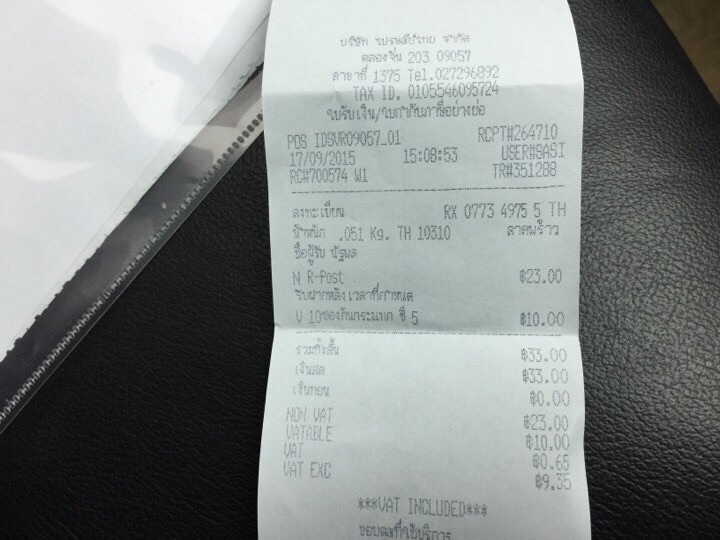 บริษัท ไปรษณีย์ไทย จำกัด
คลองจั่น 203 09057
สาขาที่ 1375 Tel.027296892
TAX ID. 0105546095724
ใบรับเงิน/ใบกำกับภาษีอย่างย่อ
POS IDSVR09057_01 RCPT#264710
17/09/2015 15:08:53 USER#SASI
RC#700574 W1 TR#351288
ลงทะเบียน RX 0773 4975 5 TH
น้ำหนัก .051 Kg. TH 10310 ลาดพร้าว
ชื่อผู้รับ นัฐพล
N R-Post ฿23.00
รับฝากหลังเวลาที่กำหนด
V 10ซองกันกระแทก ซี 5 ฿10.00
รวมทั้งสิ้น ฿33.00
เงินสด ฿33.00
เงินทอน ฿0.00
NON VAT ฿23.00
VATABLE ฿10.00
VAT ฿0.65
VAT EXC ฿9.35
***VAT INCLUDED***
ขอบคุณที่ใช้บริการ